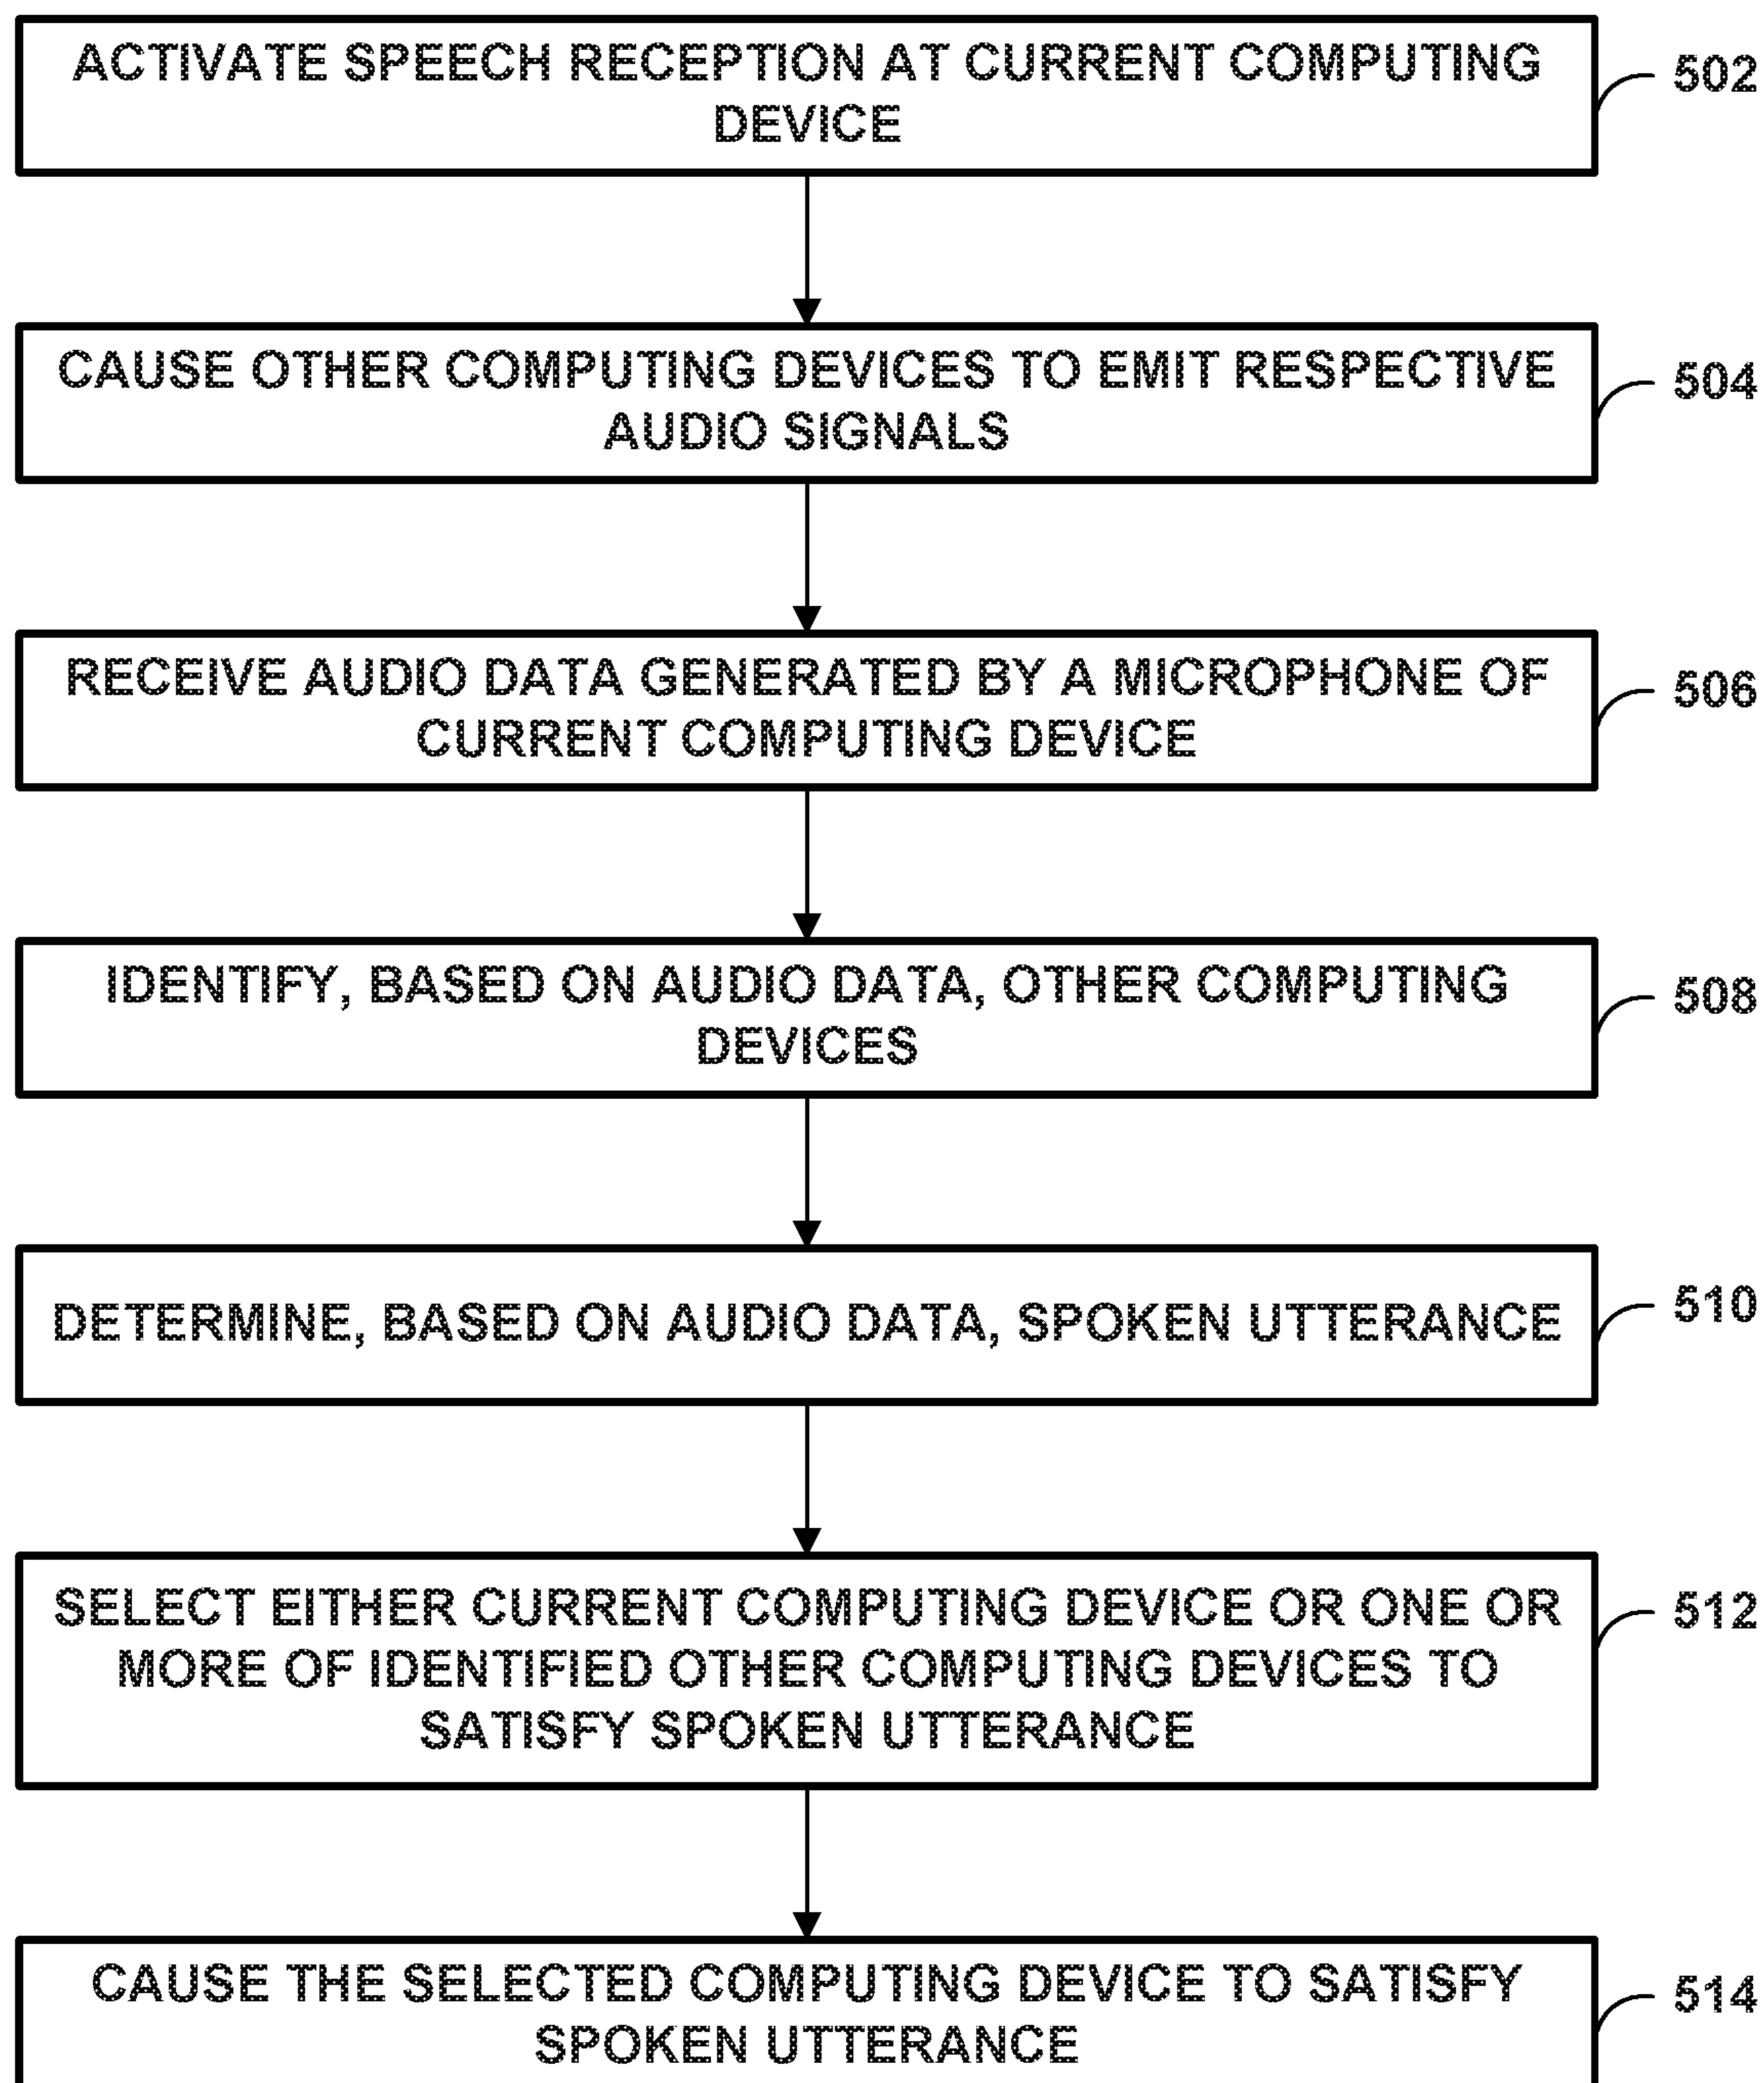 ACTIVATE SPEECH RECEPTION AT CURRENT COMPUTING
DEVICE
502
CAUSE OTHER COMPUTING DEVICES TO EMIT RESPECTIVE
AUDIO SIGNALS
504
RECEIVE AUDIO DATA GENERATED BY A MICROPHONE OF
CURRENT COMPUTING DEVICE
506
IDENTIFY, BASED ON AUDIO DATA, OTHER COMPUTING
DEVICES
508
DETERMINE, BASED ON AUDIO DATA, SPOKEN UTTERANCE
510
SELECT EITHER CURRENT COMPUTING DEVICE OR ONE OR
MORE OF IDENTIFIED OTHER COMPUTING DEVICES TO
SATISFY SPOKEN UTTERANCE
512
CAUSE THE SELECTED COMPUTING DEVICE TO SATISFY
SPOKEN UTTERANCE
514